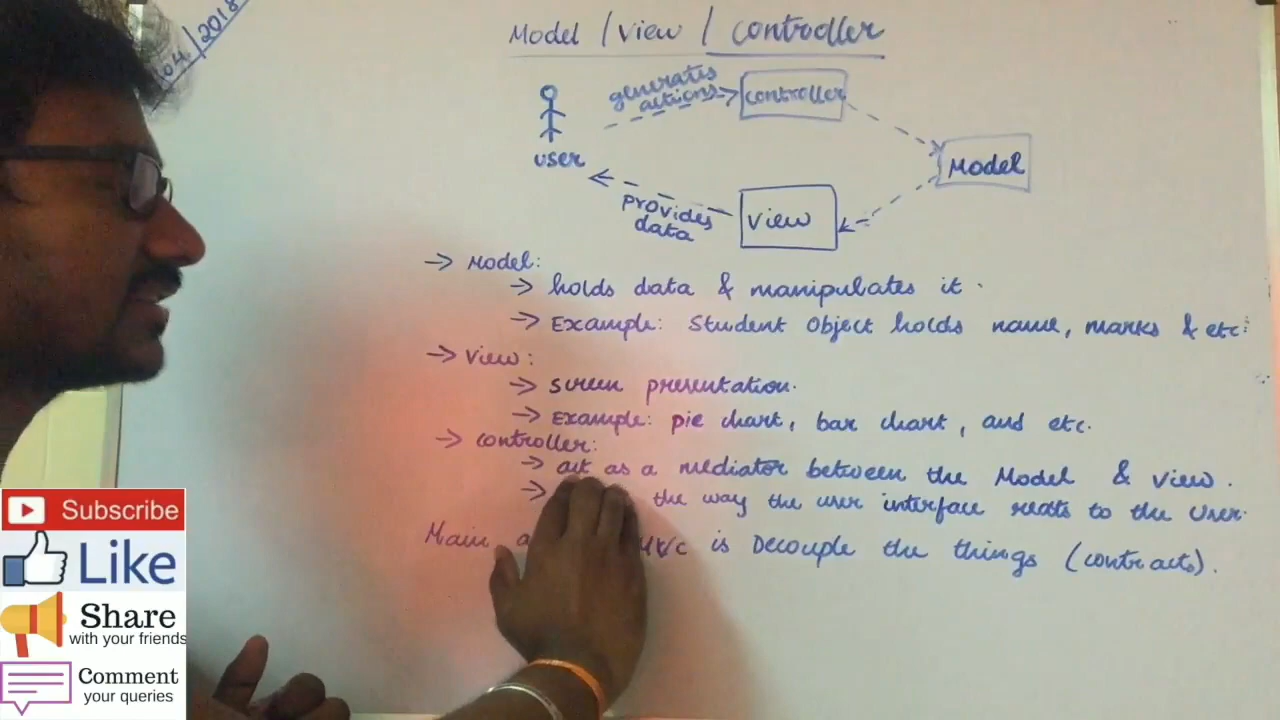 04/2018
Model / View / Controller
generates
actions
controller
user
Model
provides
data
view
→ Model:
→ holds data & manipulates it.
→ Example: Student Object holds name, marks & etc.
→ View:
→ screen presentation.
→ Example: pie chart, bar chart, and etc.
→ controller:
→ act as a mediator between the Model & View.
→ the way the user interface reacts to the User.
Main MVC is Decouple the things (contracts).
Subscribe
Like
Share
with your friends
Comment
your queries